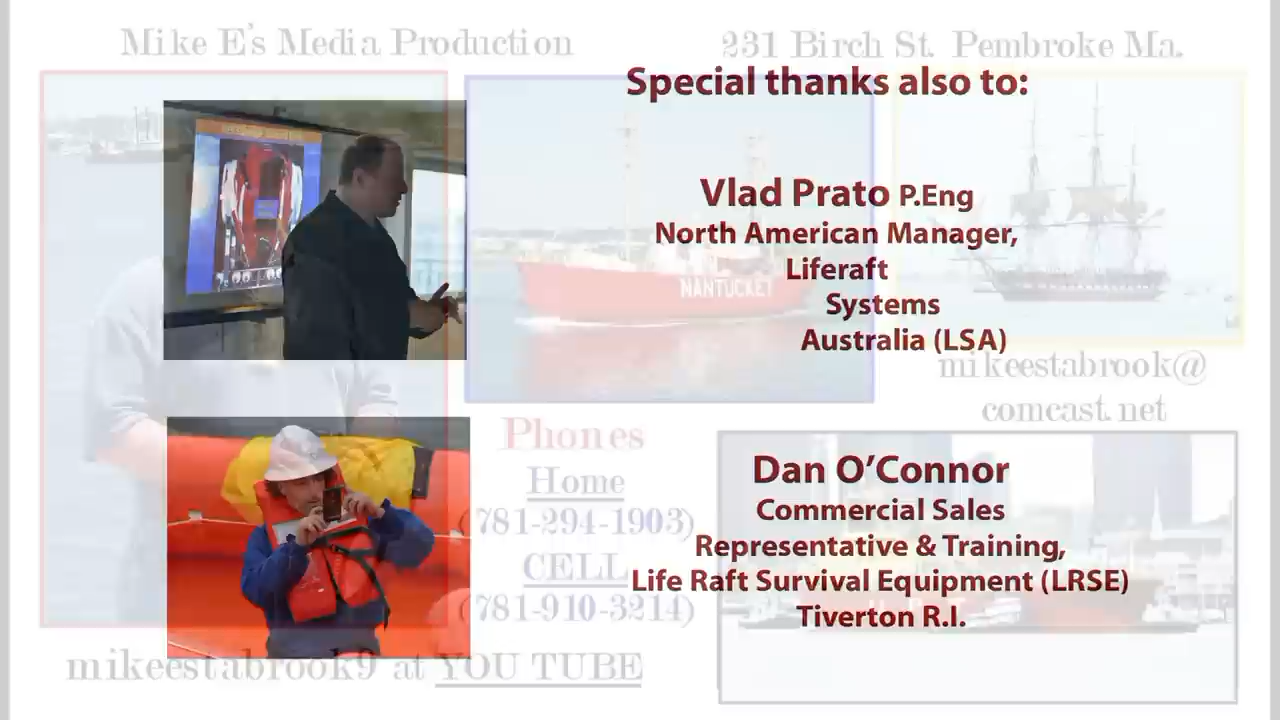 Mike E's Media Production
231 Birch St. Pembroke Ma.
Special thanks also to:
Vlad Prato P.Eng
North American Manager,
Liferaft
Systems
Australia (LSA)
NANTUCKET
mikeestabrook@
comcast.net
Phones
Home
(781-294-1903)
CELL
(781-910-3214)
Dan O'Connor
Commercial Sales
Representative & Training,
Life Raft Survival Equipment (LRSE)
Tiverton R.I.
mikeestabrook9 at YOU TUBE